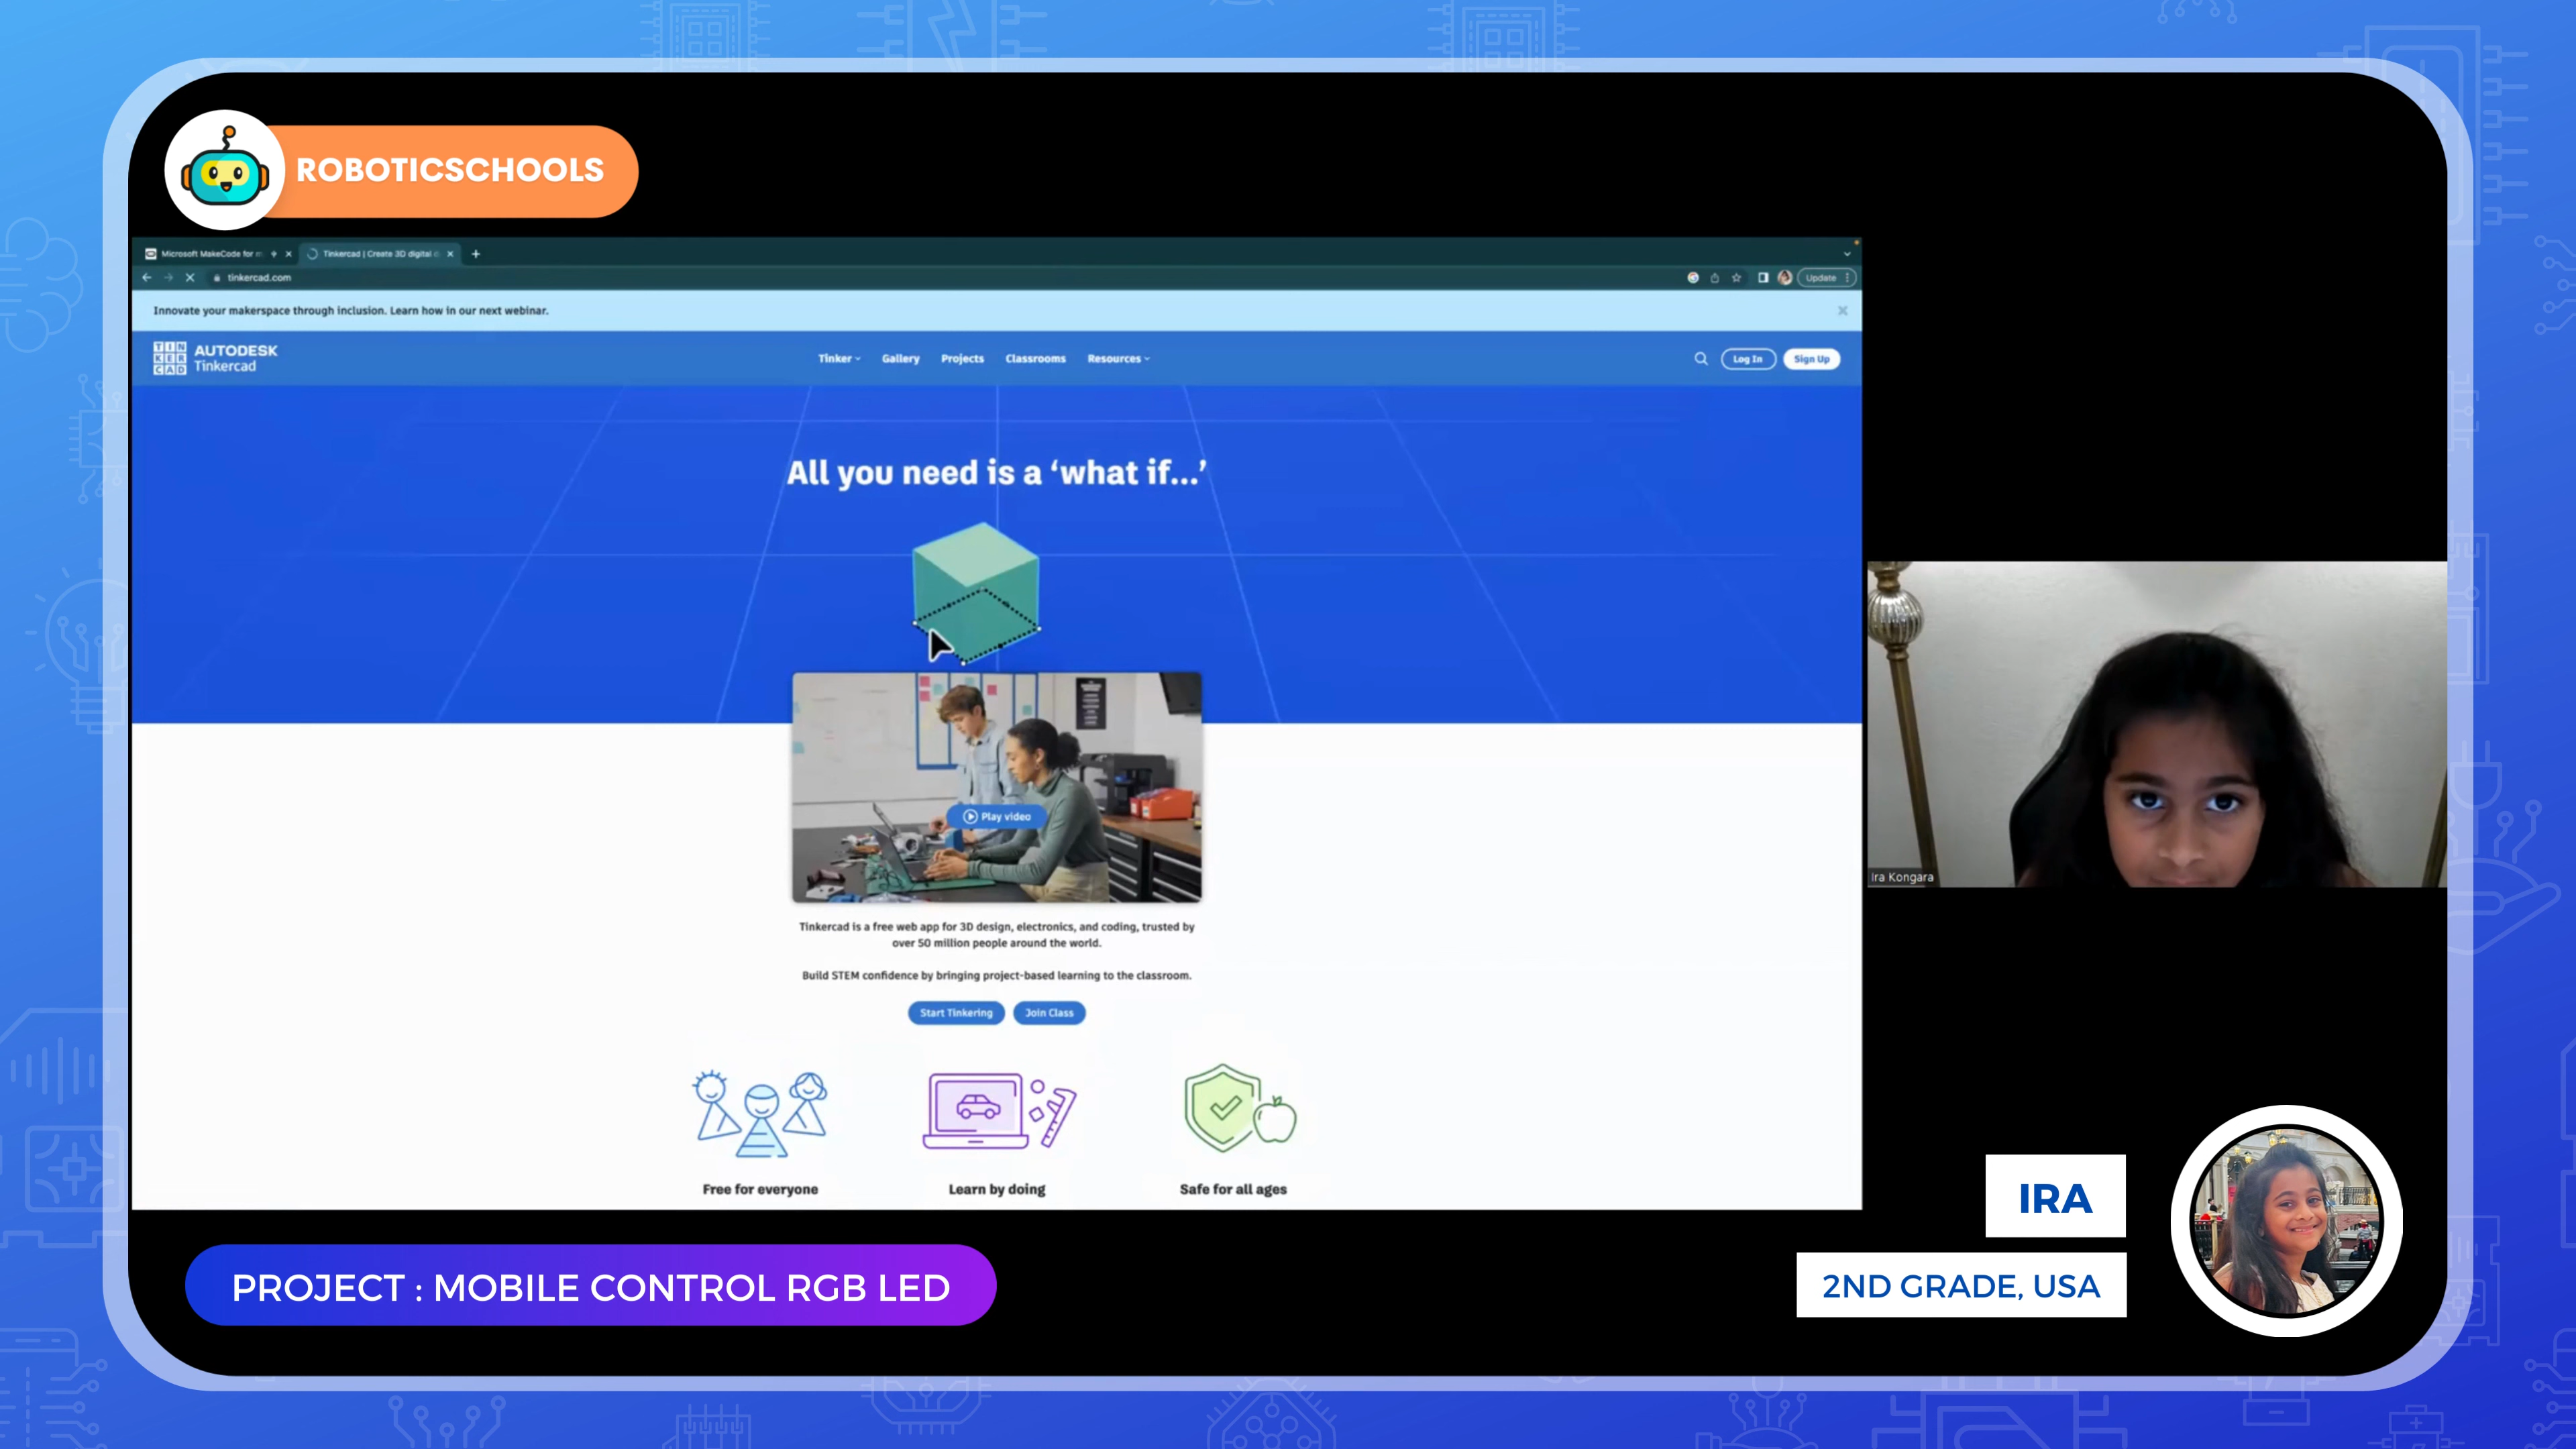 ROBOTICSCHOOLS
Microsoft MakeCode for m
Tinkercad | Create 3D digital d
tinkercad.com
Update
Innovate your makerspace through inclusion. Learn how in our next webinar.
TIN
KER
CAD
AUTODESK
Tinkercad
Tinker
Gallery
Projects
Classrooms
Resources
Log In
Sign Up
All you need is a ‘what if...’
Play video
Tinkercad is a free web app for 3D design, electronics, and coding, trusted by
over 50 million people around the world.
Build STEM confidence by bringing project-based learning to the classroom.
Start Tinkering
Join Class
Free for everyone
Learn by doing
Safe for all ages
Ira Kongara
IRA
2ND GRADE, USA
PROJECT : MOBILE CONTROL RGB LED